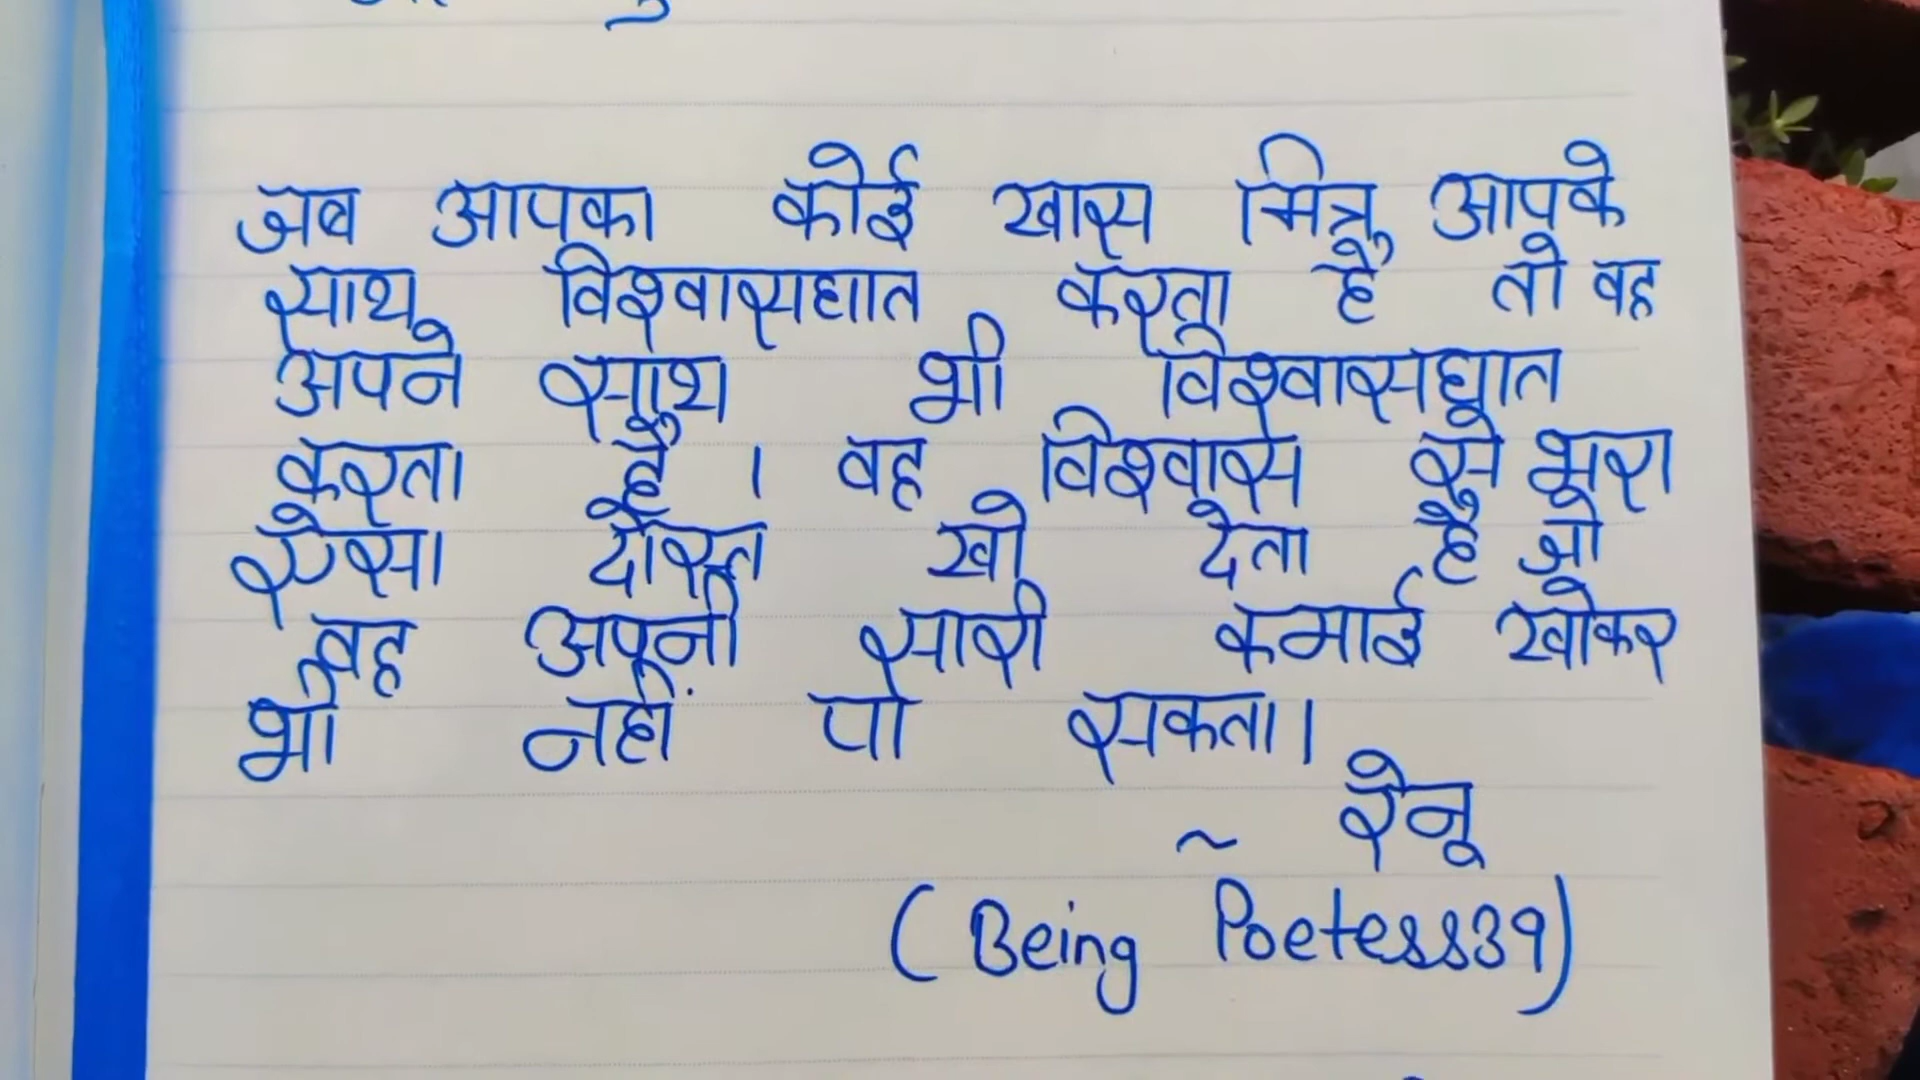 जब आपका कोई खास मित्र आपके
साथ विश्वासघात करता है तो वह
अपने साथ भी विश्वासघात
करता है । वह विश्वास से भरा
ऐसा दोस्त खो देता है जो
वह अपनी सारी कमाई खोकर
भी नहीं पा सकता।
~ रेनू
(Being Poetess39)